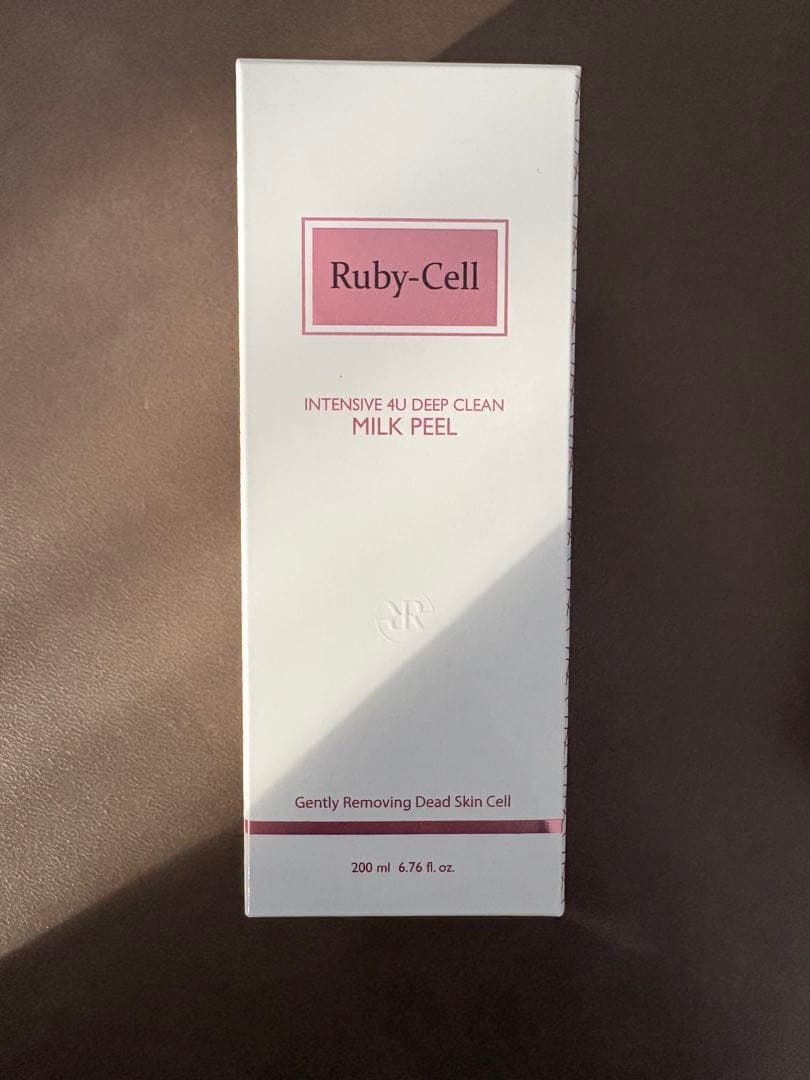 Ruby-Cell
INTENSIVE 4U DEEP CLEAN
MILK PEEL
Gently Removing Dead Skin Cell
200 ml 6.76 fl. oz.